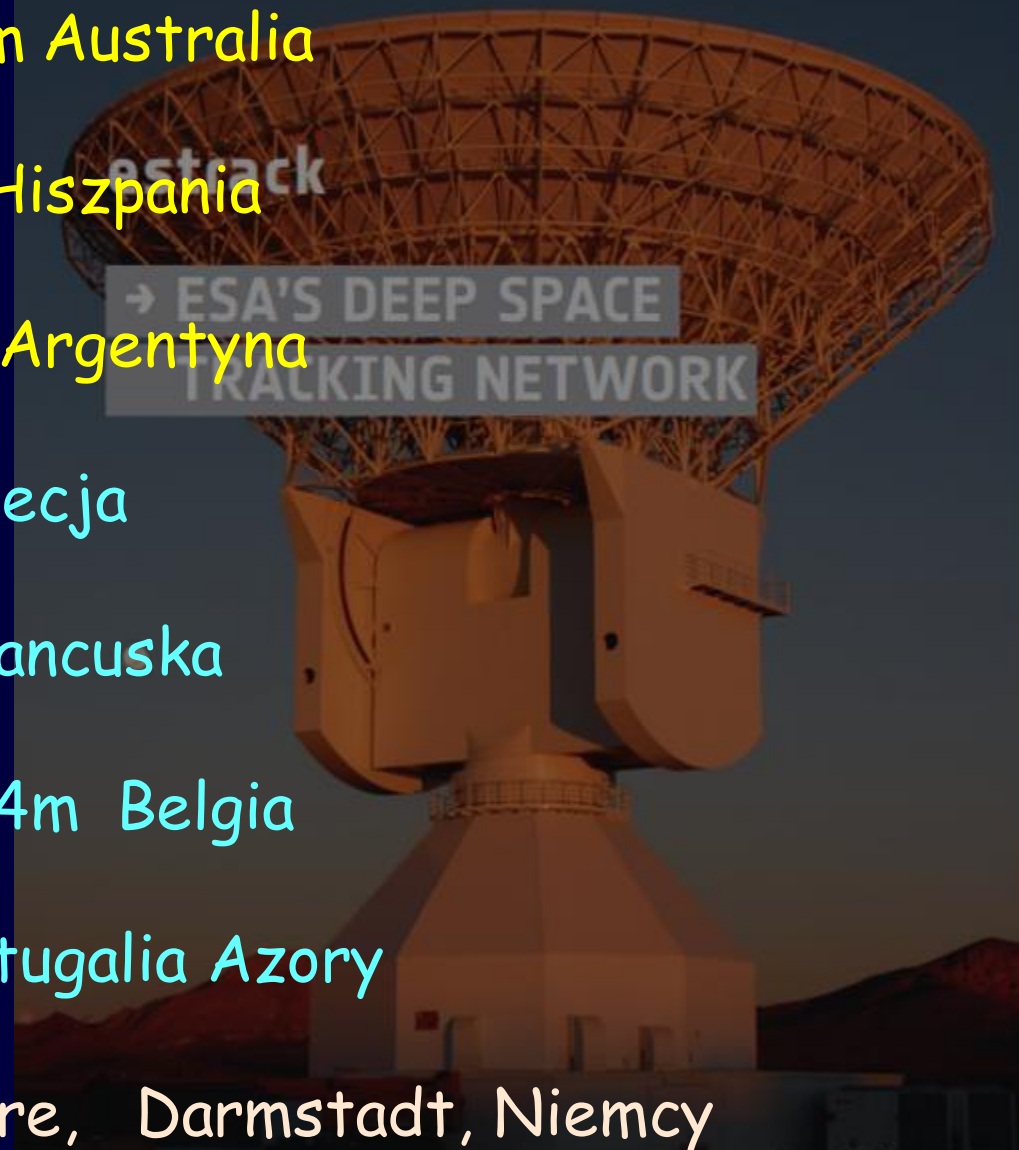 n Australia
estrack
Hiszpania
→ ESA'S DEEP SPACE
Argentyna
TRACKING NETWORK
ecja
ancuska
4m Belgia
tugalia Azory
re, Darmstadt, Niemcy